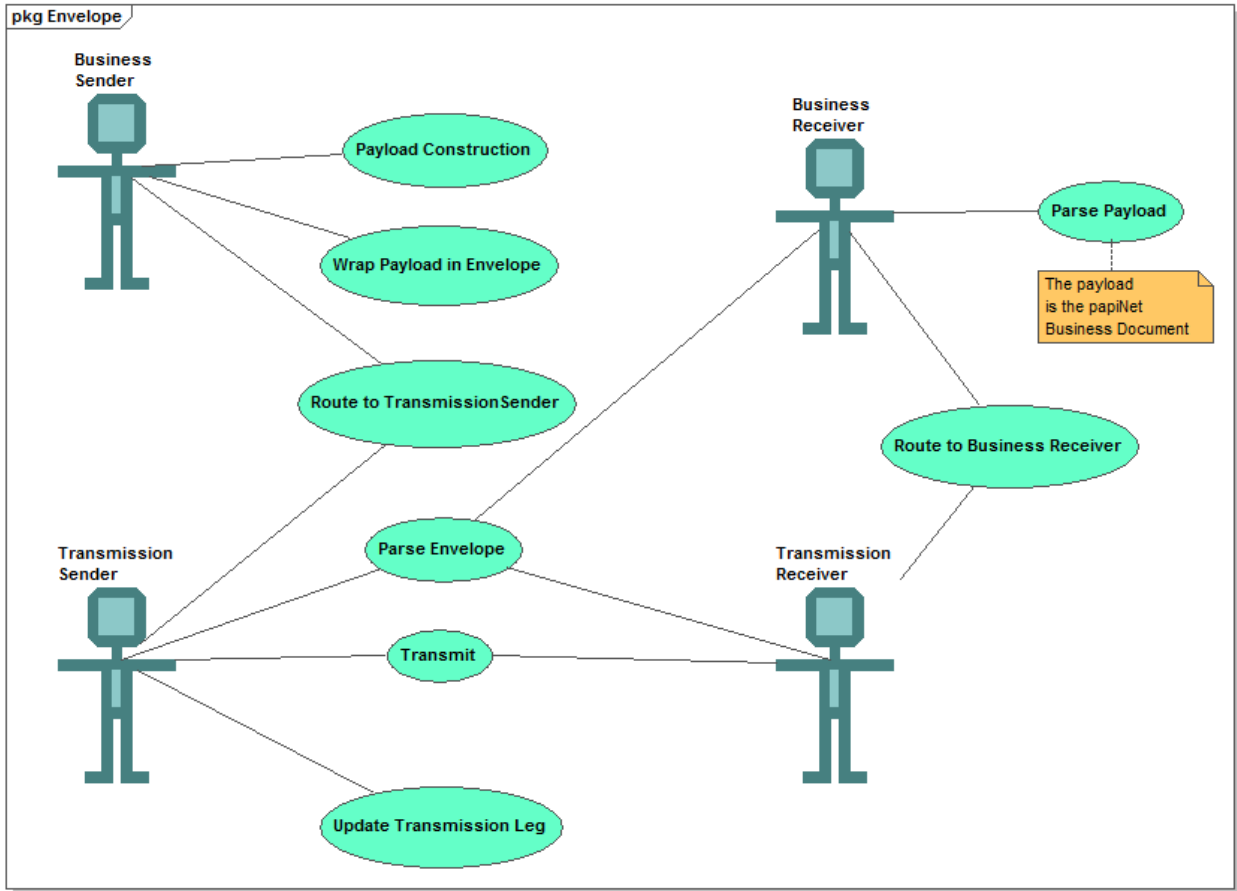 pkg Envelope
Business
Sender
Business
Receiver
Payload Construction
Parse Payload
Wrap Payload in Envelope
The payload
is the papiNet
Business Document
Route to TransmissionSender
Route to Business Receiver
Transmission
Sender
Parse Envelope
Transmission
Receiver
Transmit
Update Transmission Leg